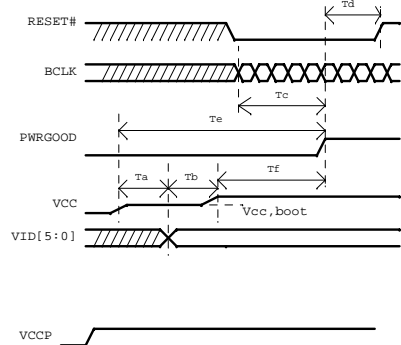 Td
RESET#
BCLK
Tc
Te
PWRGOOD
Ta Tb Tf
VCC
Vcc,boot
VID[5:0]
VCCP